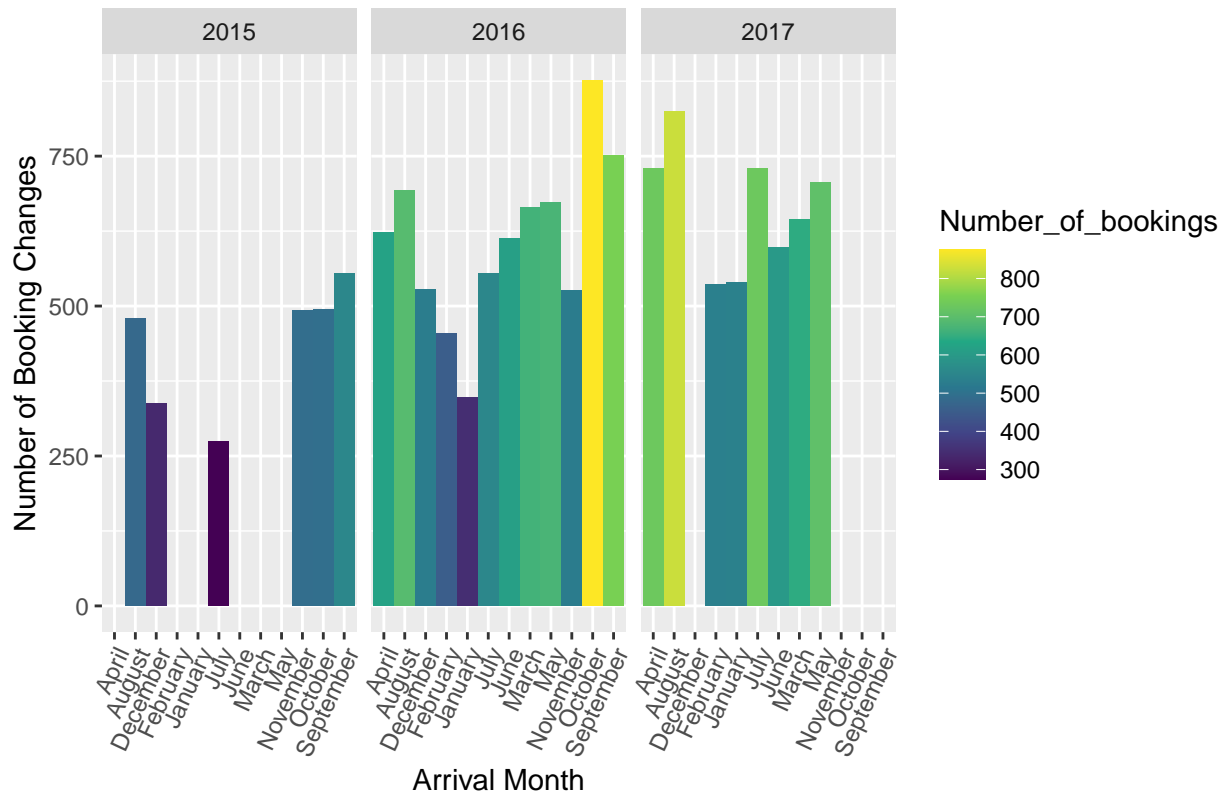 2015 2016 2017
Number of Booking Changes
750
500
250
0
April August December February January July June March May November October September
April August December February January July June March May November October September
April August December February January July June March May November October September
Arrival Month
Number_of_bookings
800
700
600
500
400
300